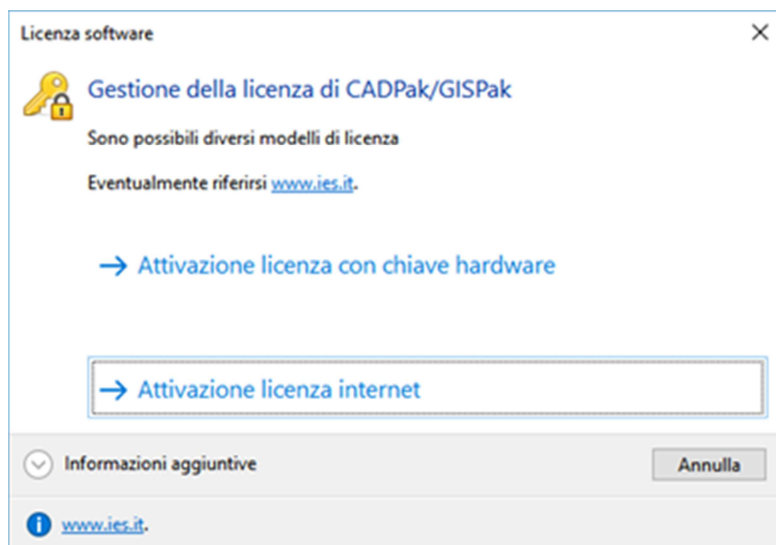 Licenza software
Gestione della licenza di CADPak/GISPak
Sono possibili diversi modelli di licenza
Eventualmente riferirsi www.ies.it.
Attivazione licenza con chiave hardware
Attivazione licenza internet
Informazioni aggiuntive
Annulla
www.ies.it.